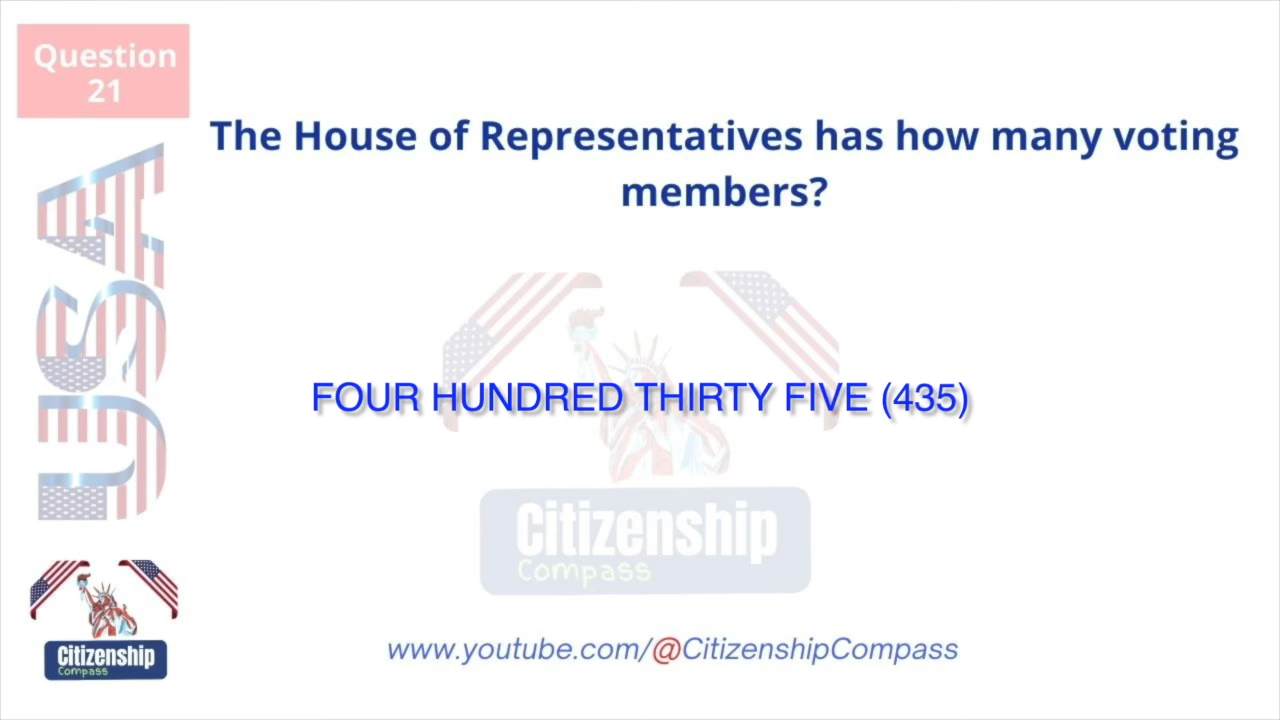 Question
21
The House of Representatives has how many voting
members?
USA
FOUR HUNDRED THIRTY FIVE (435)
Citizenship
Compass
Citizenship
Compass
www.youtube.com/@CitizenshipCompass